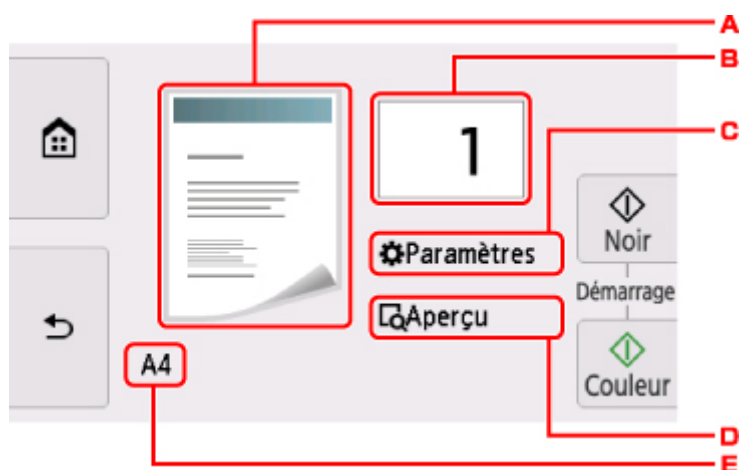 A
B
1
C
Paramètres
Noir
Démarrage
Aperçu
A4
Couleur
D
E